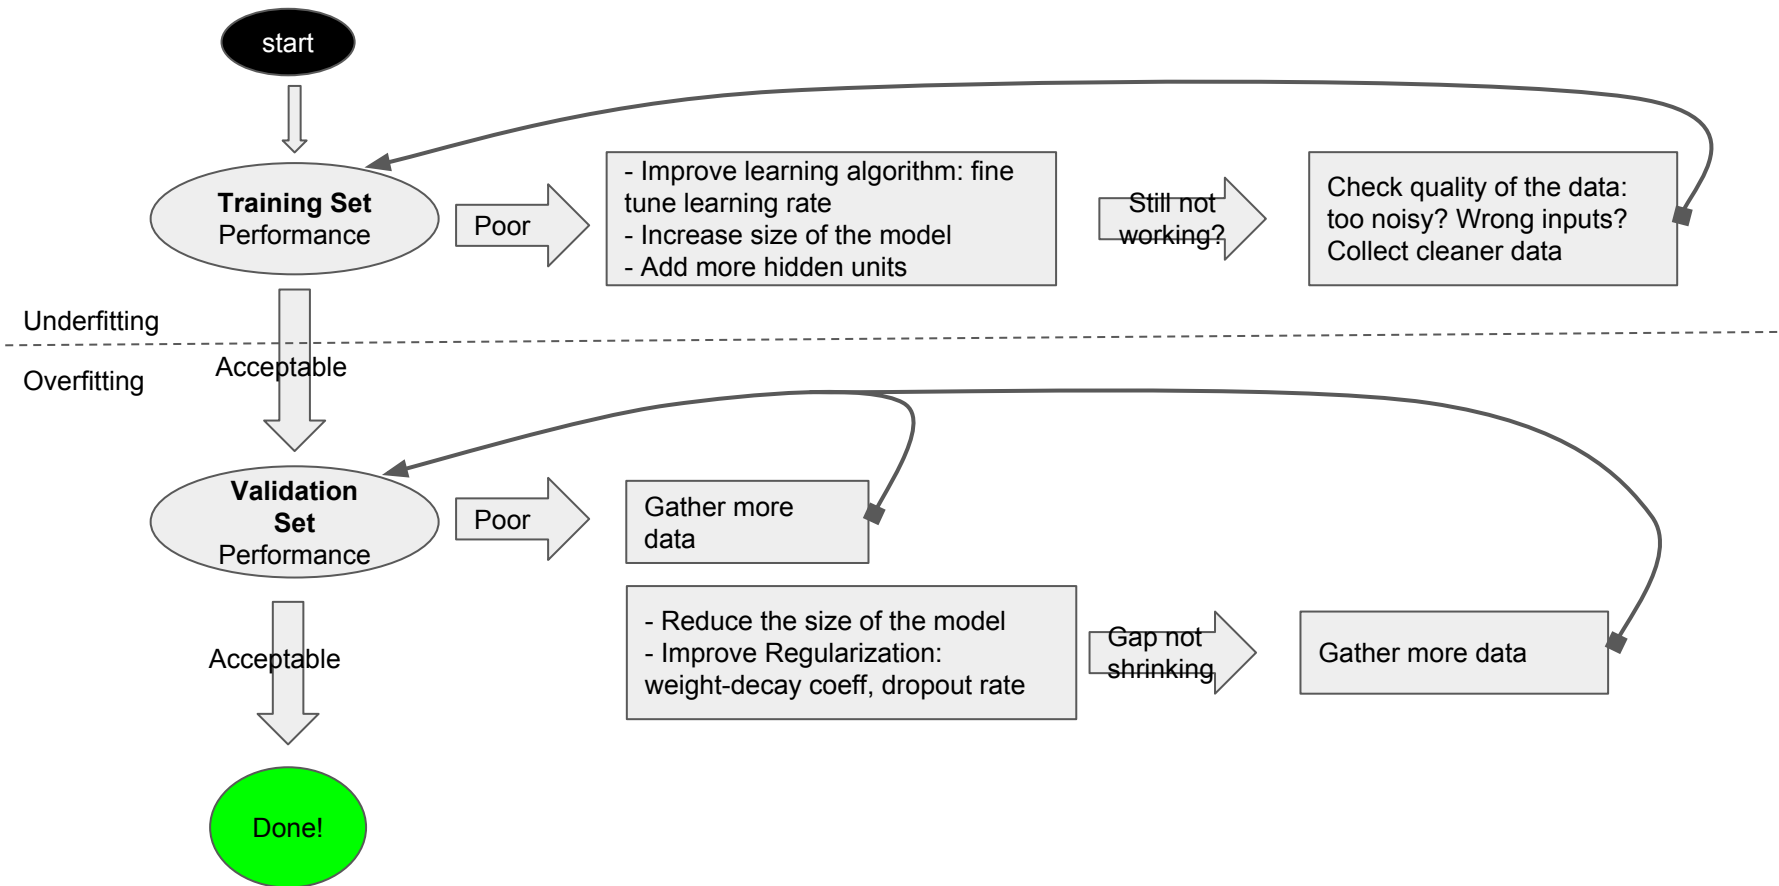 start
Training Set
Performance
Poor
- Improve learning algorithm: fine
tune learning rate
- Increase size of the model
- Add more hidden units
Still not
working?
Check quality of the data:
too noisy? Wrong inputs?
Collect cleaner data
Underfitting
Overfitting
Acceptable
Validation
Set
Performance
Poor
Gather more
data
- Reduce the size of the model
- Improve Regularization:
weight-decay coeff, dropout rate
Gap not
shrinking
Gather more data
Acceptable
Done!